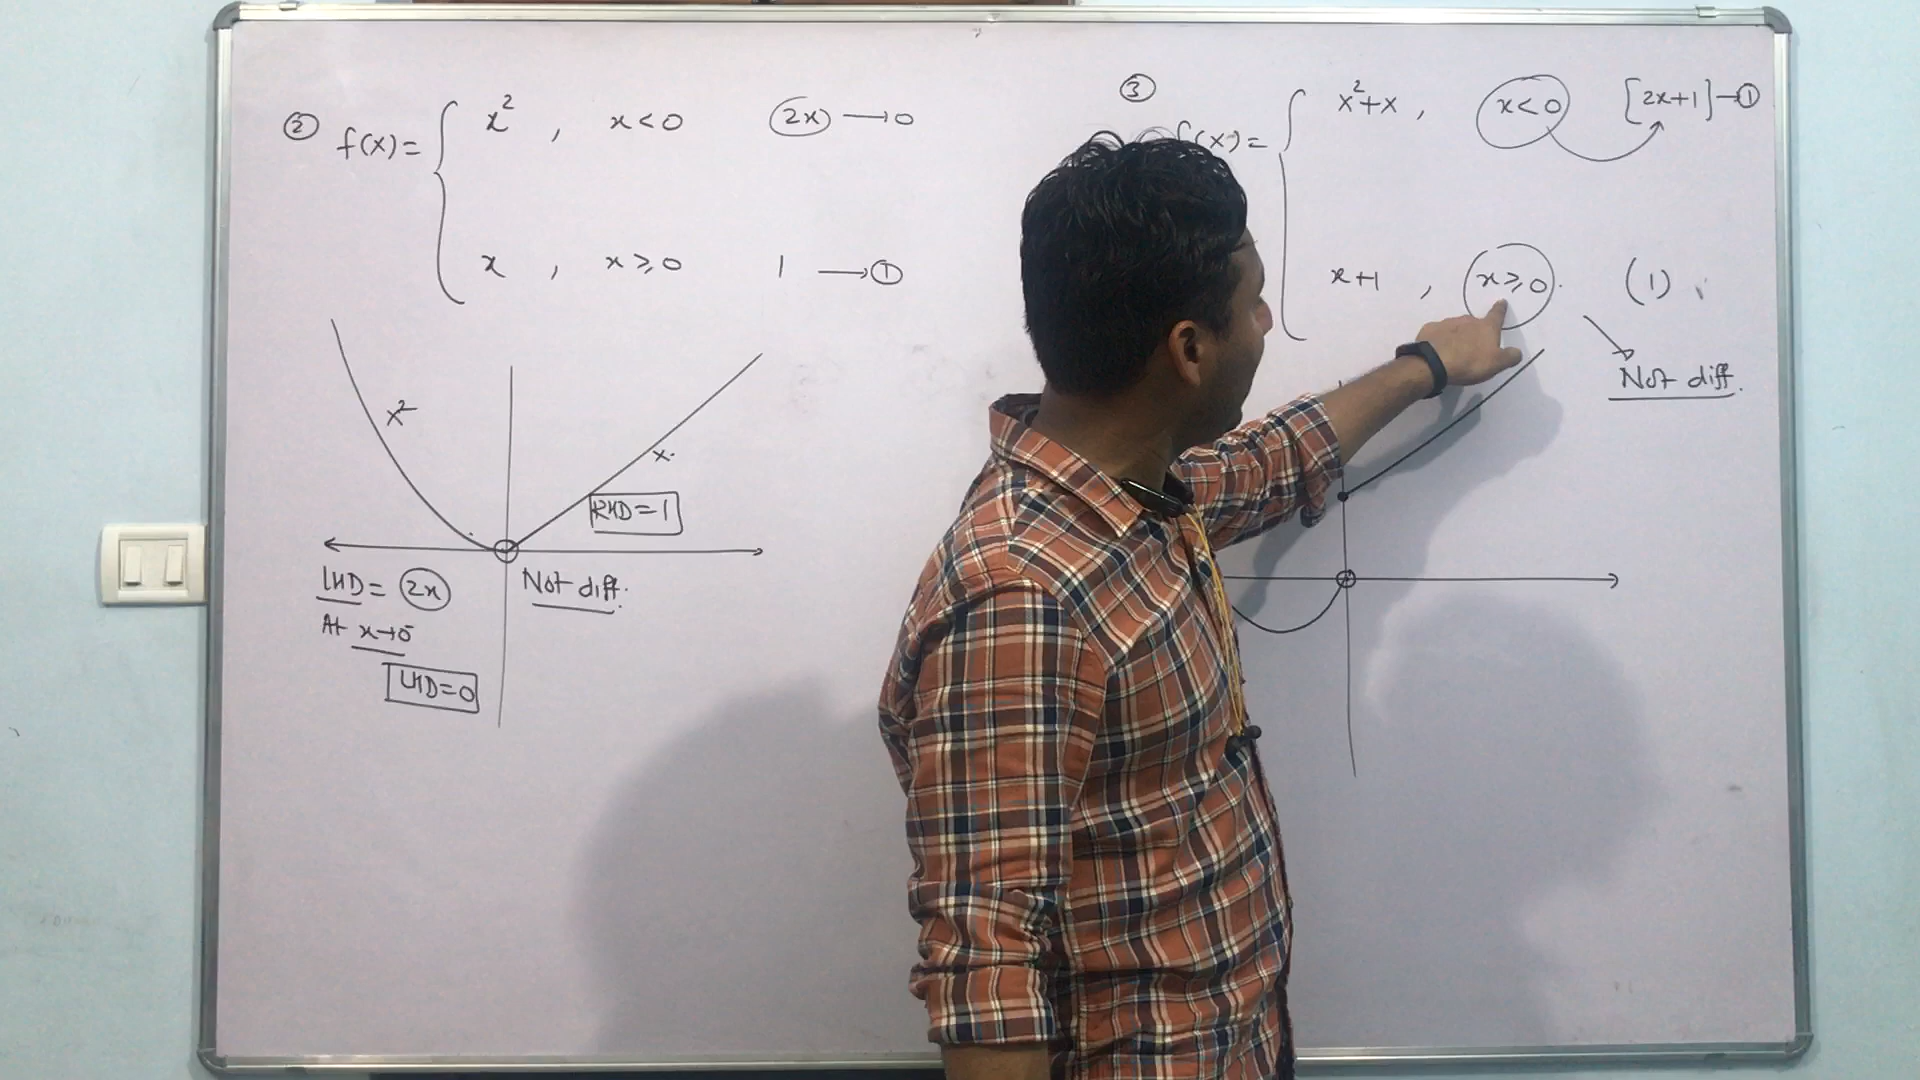 ② f(x) = { x² , x < 0 (2x) → 0
x , x ≥ 0 1 → ①
x²
x.
RHD = 1
LHD = (2x) Not diff.
At x→0⁻
LHD = 0
③
f(x) = { x² + x , x < 0 [2x+1] → ①
x+1 , x ≥ 0 (1)
Not diff.